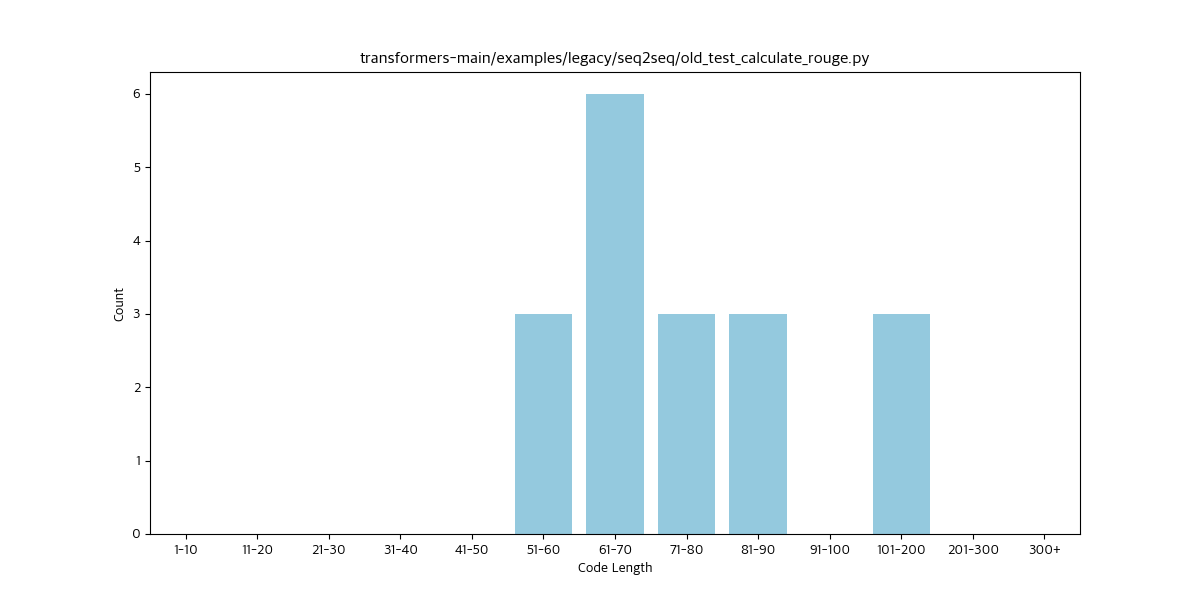 transformers-main/examples/legacy/seq2seq/old_test_calculate_rouge.py
6
5
4
3
2
1
0
Count
1-10 11-20 21-30 31-40 41-50 51-60 61-70 71-80 81-90 91-100 101-200 201-300 300+
Code Length